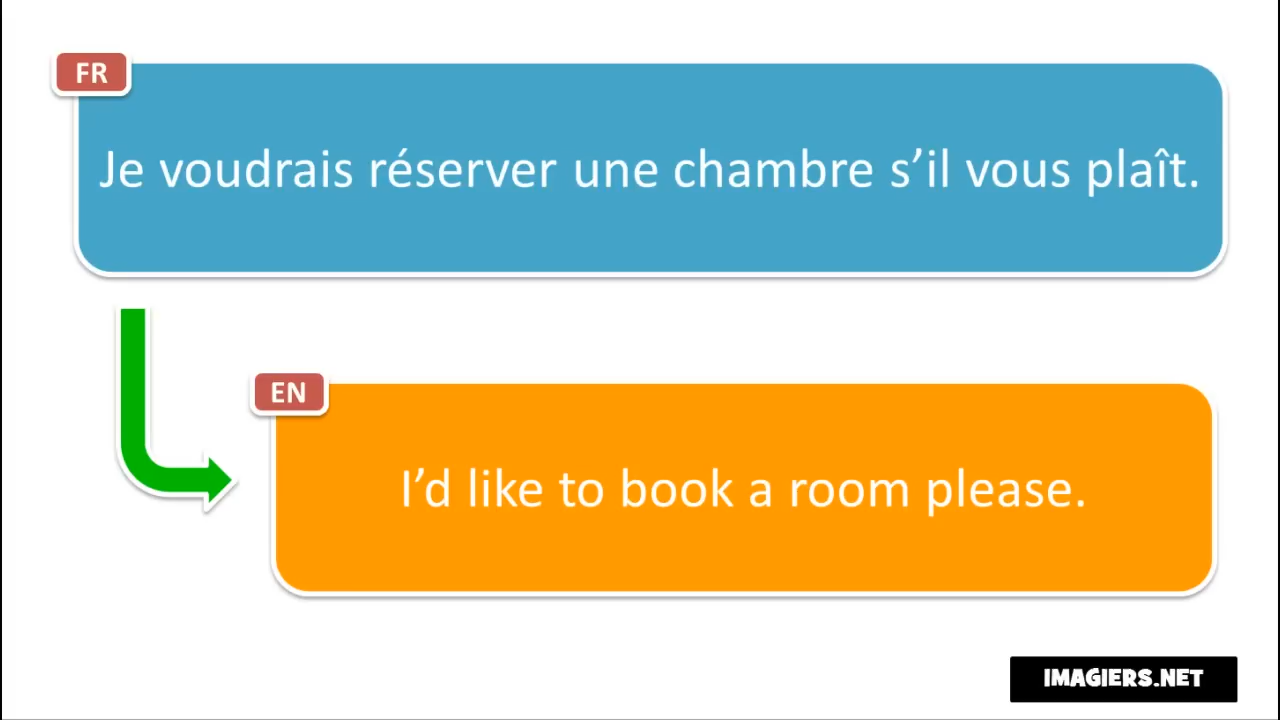 FR
Je voudrais réserver une chambre s’il vous plaît.
EN
I’d like to book a room please.
IMAGIERS.NET